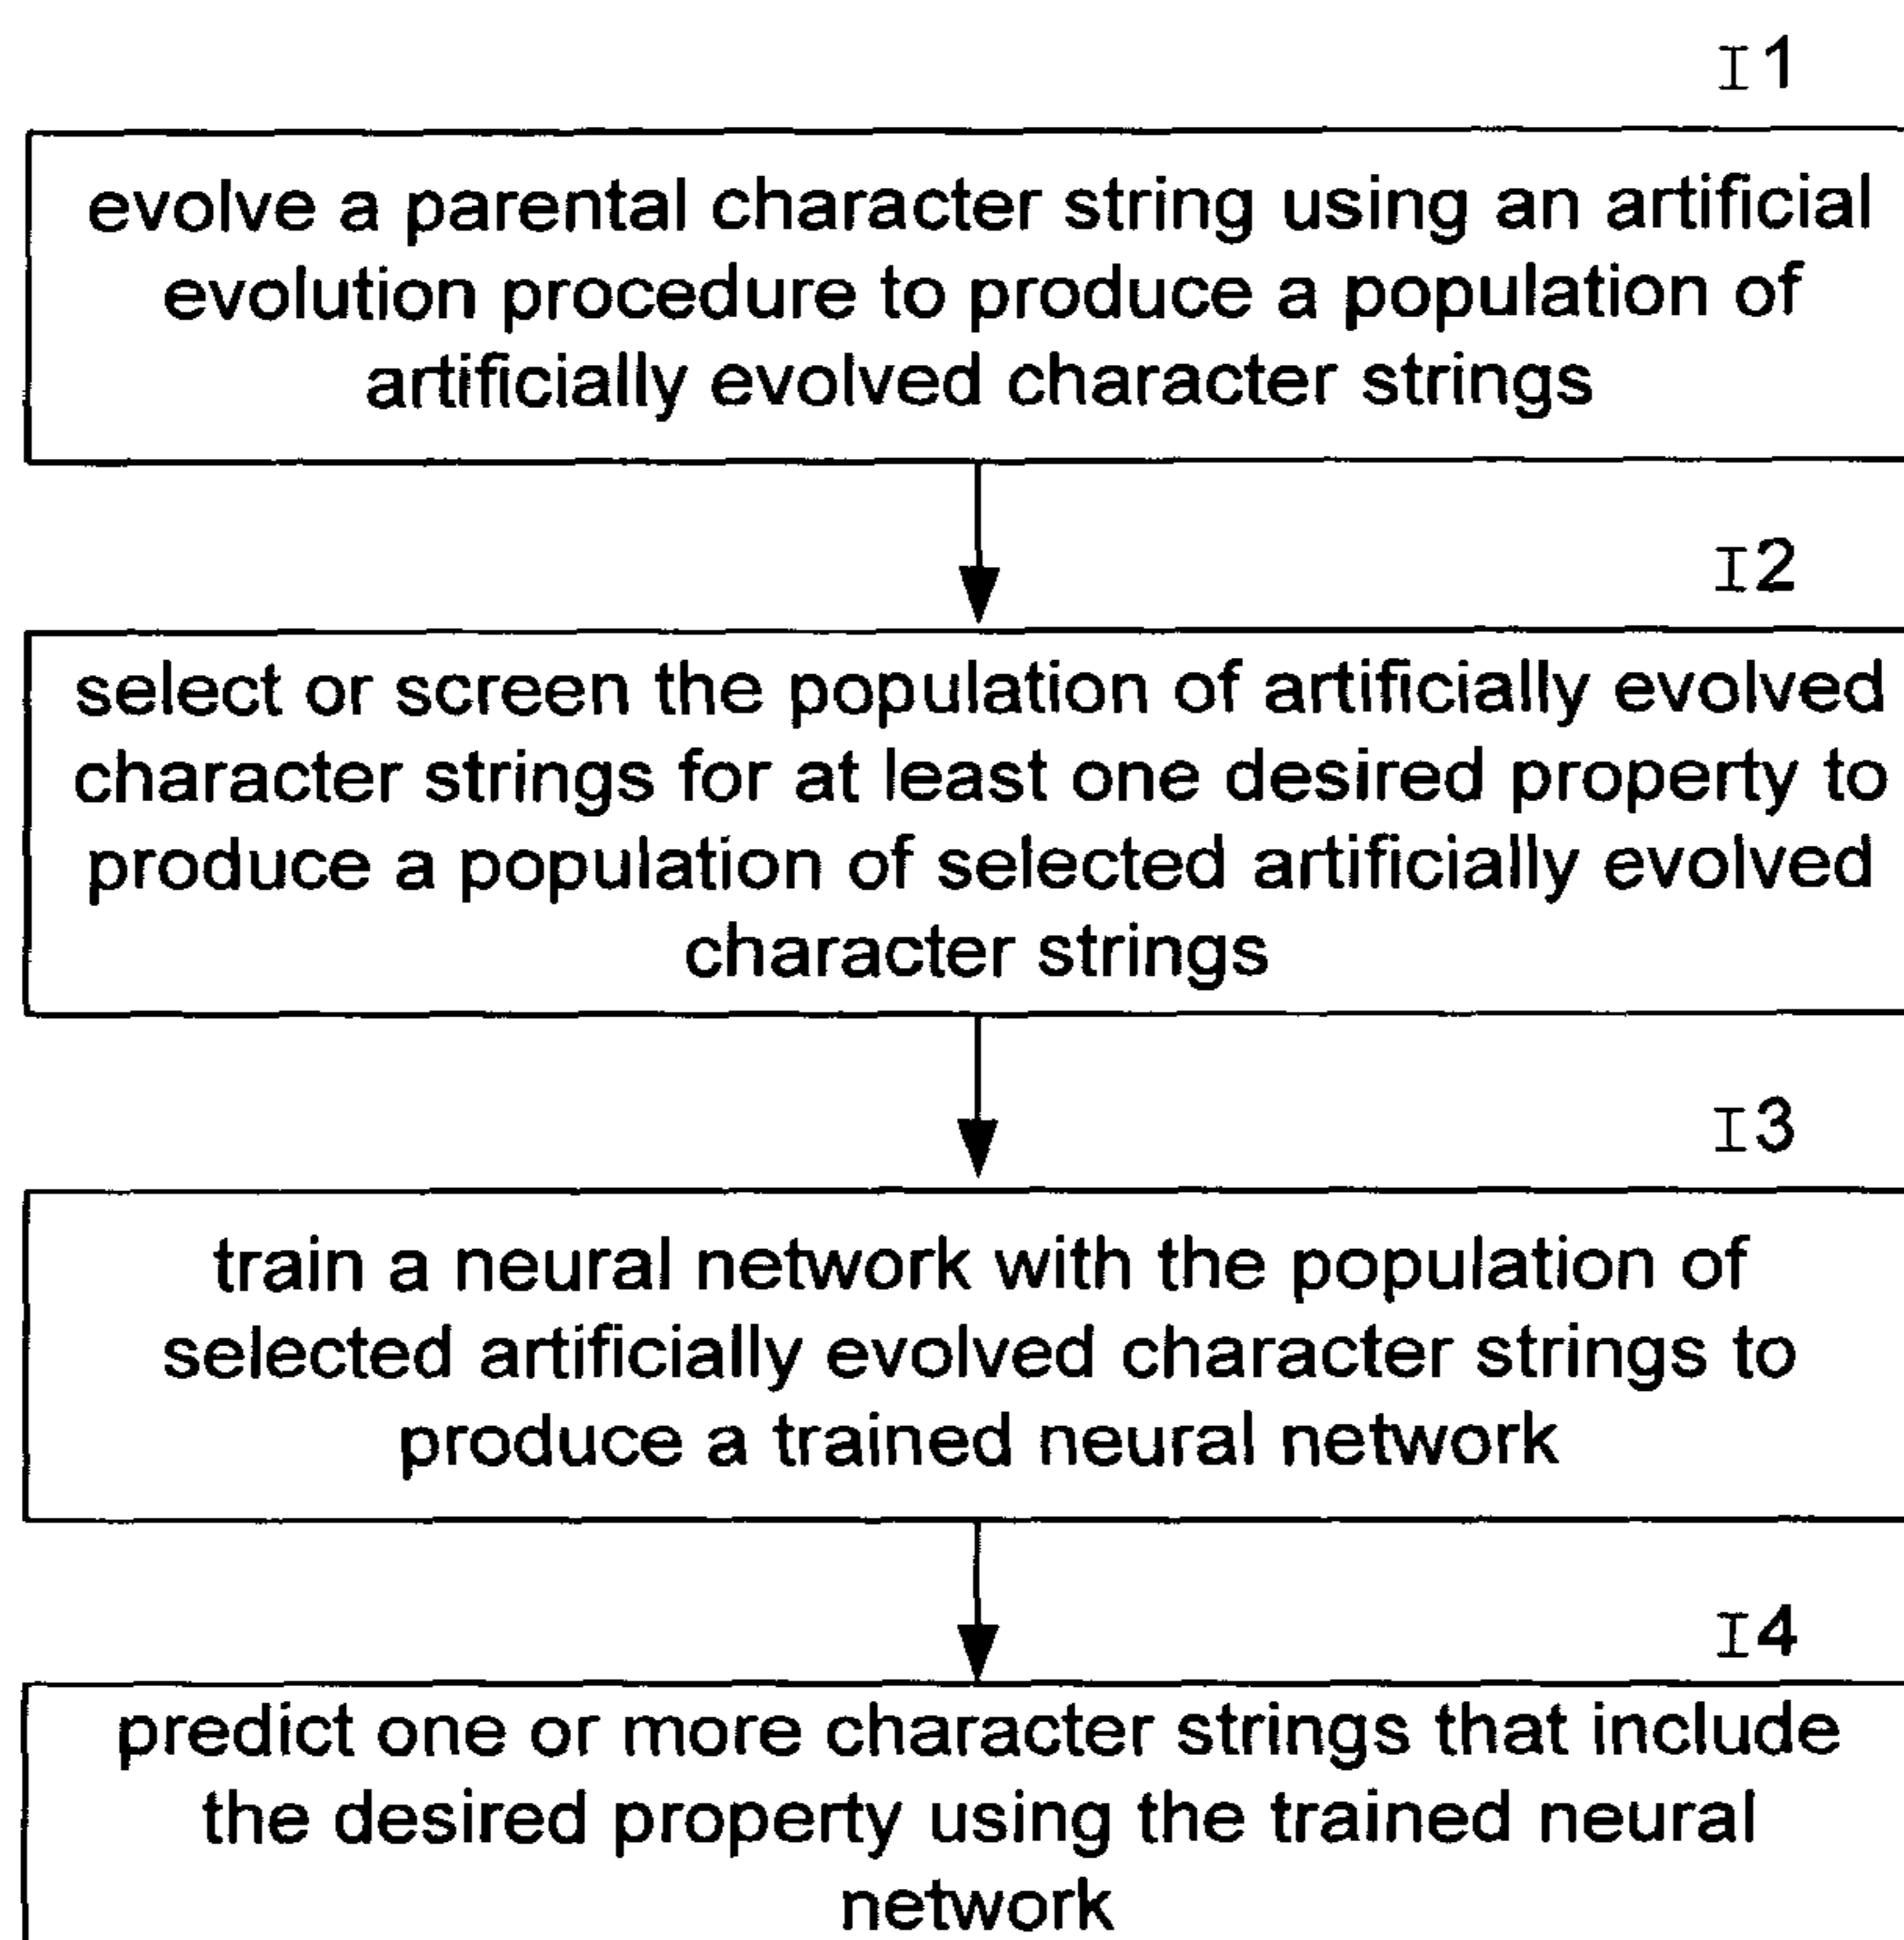 I1
evolve a parental character string using an artificial
evolution procedure to produce a population of
artificially evolved character strings
I2
select or screen the population of artificially evolved
character strings for at least one desired property to
produce a population of selected artificially evolved
character strings
I3
train a neural network with the population of
selected artificially evolved character strings to
produce a trained neural network
I4
predict one or more character strings that include
the desired property using the trained neural
network